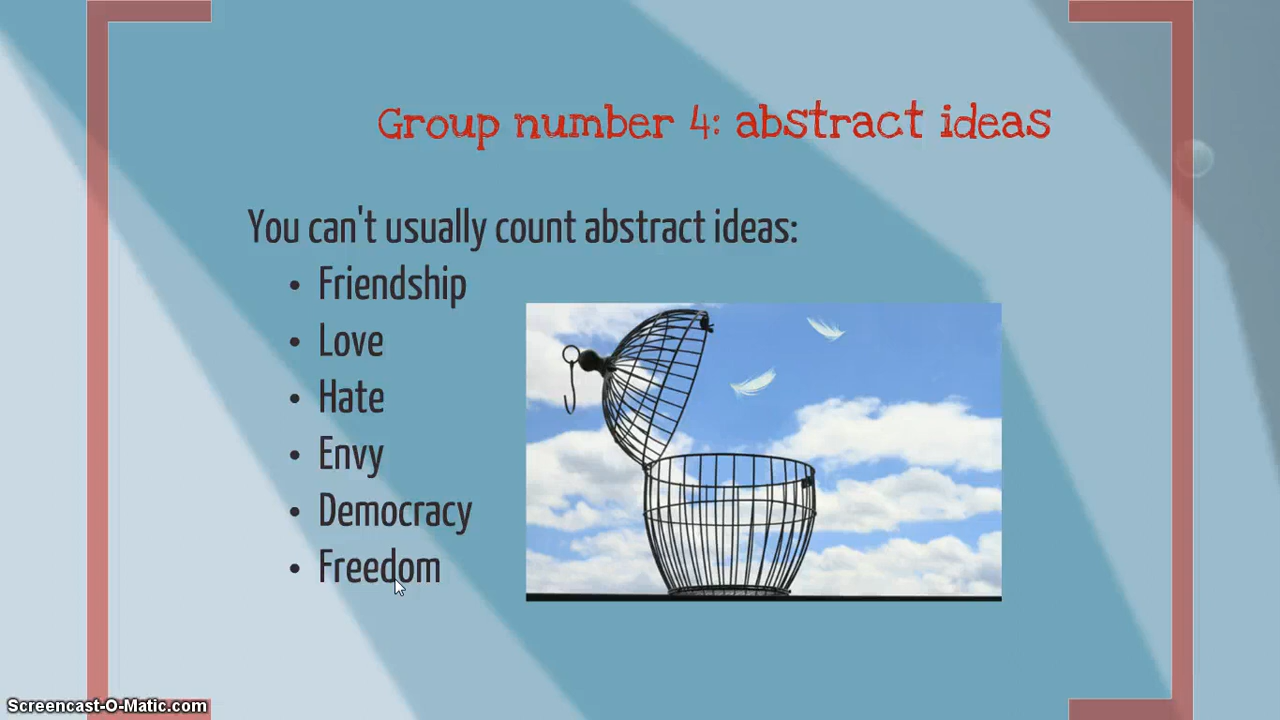 Group number 4: abstract ideas
You can't usually count abstract ideas:
• Friendship
• Love
• Hate
• Envy
• Democracy
• Freedom
Screencast-O-Matic.com